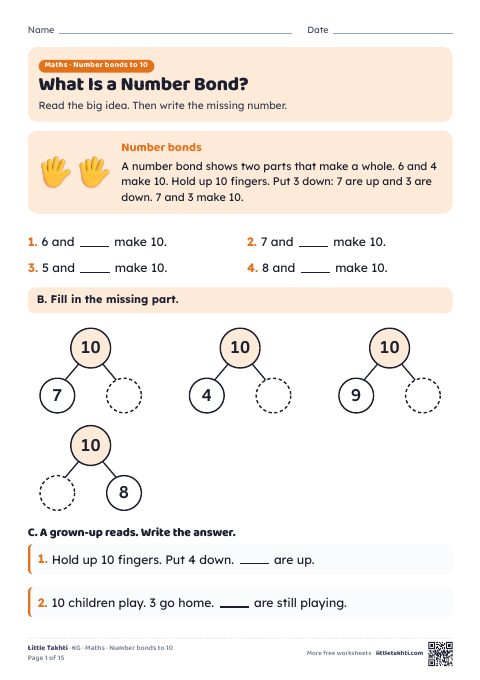 Name ____ Date ____
Maths · Number bonds to 10
What Is a Number Bond?
Read the big idea. Then write the missing number.
Number bonds
A number bond shows two parts that make a whole. 6 and 4
make 10. Hold up 10 fingers. Put 3 down: 7 are up and 3 are
down. 7 and 3 make 10.
1. 6 and ____ make 10.
2. 7 and ____ make 10.
3. 5 and ____ make 10.
4. 8 and ____ make 10.
B. Fill in the missing part.
10
7
10
4
10
9
10
8
C. A grown-up reads. Write the answer.
1. Hold up 10 fingers. Put 4 down. ____ are up.
2. 10 children play. 3 go home. ____ are still playing.
Little Takhti · KG · Maths · Number bonds to 10
Page 1 of 15
More free worksheets littletakhti.com